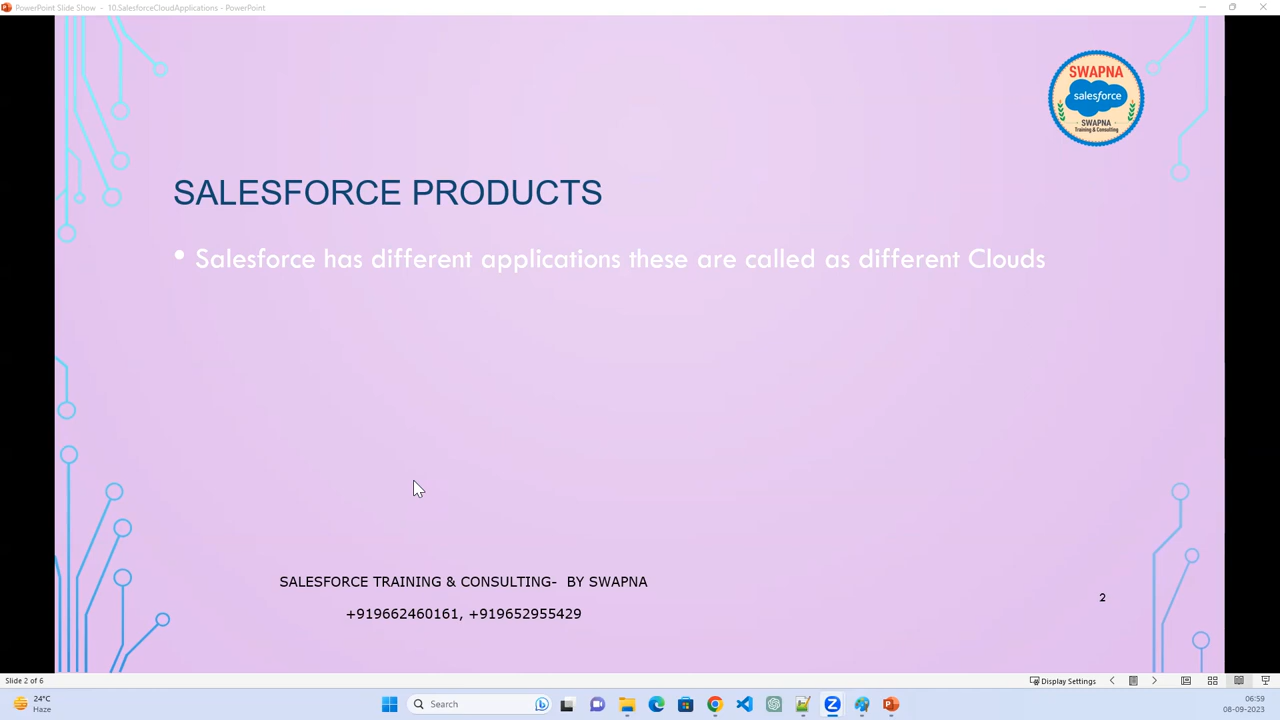 PowerPoint Slide Show - 10.SalesforceCloudApplications - PowerPoint
SWAPNA
salesforce
SWAPNA
Training & Consulting
SALESFORCE PRODUCTS
• Salesforce has different applications these are called as different Clouds
SALESFORCE TRAINING & CONSULTING- BY SWAPNA
+919662460161, +919652955429
2
Slide 2 of 6
Display Settings
24°C
Haze
Search
06:59
08-09-2023